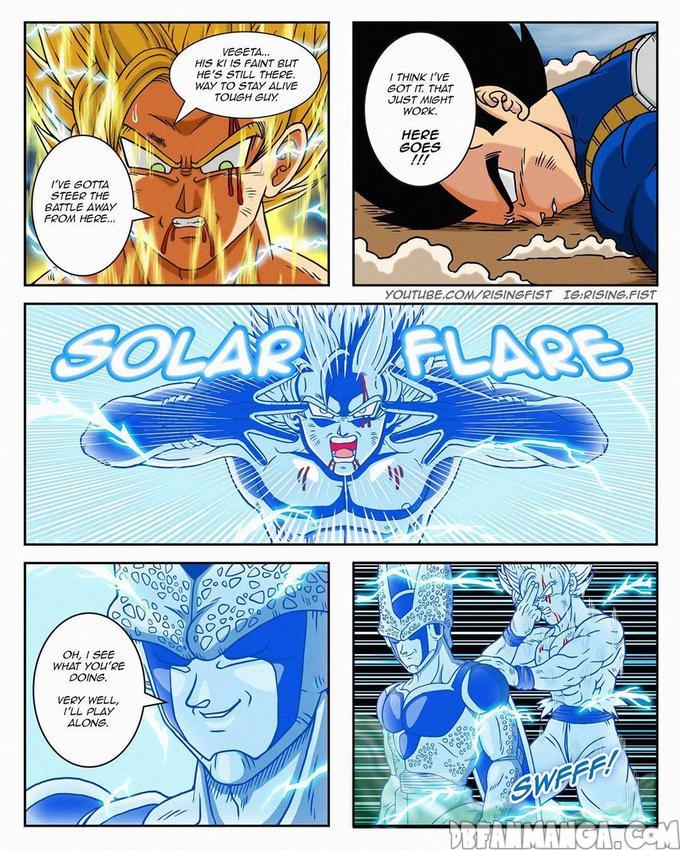 VEGETA...
HIS KI IS FAINT BUT
HE'S STILL THERE.
WAY TO STAY ALIVE
TOUGH GUY.
I'VE GOTTA
STEER THE
BATTLE AWAY
FROM HERE...
I THINK I'VE
GOT IT. THAT
JUST MIGHT
WORK.
HERE
GOES
!!!
YOUTUBE.COM/RISINGFIST IG:RISING.FIST
SOLAR FLARE
OH, I SEE
WHAT YOU'RE
DOING.
VERY WELL,
I'LL PLAY
ALONG.
SWFFF!
DBFANMANGA.COM